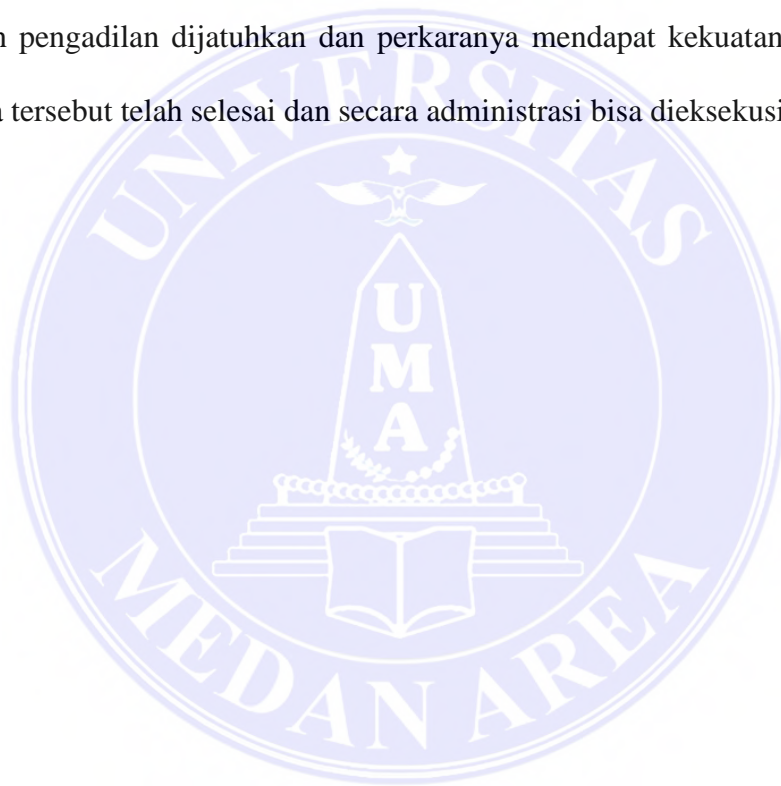 pengadilan dijatuhkan dan perkaranya mendapat kekuatan
tersebut telah selesai dan secara administrasi bisa dieksekusi
UNIVERSITAS
U
M
A
MEDAN AREA